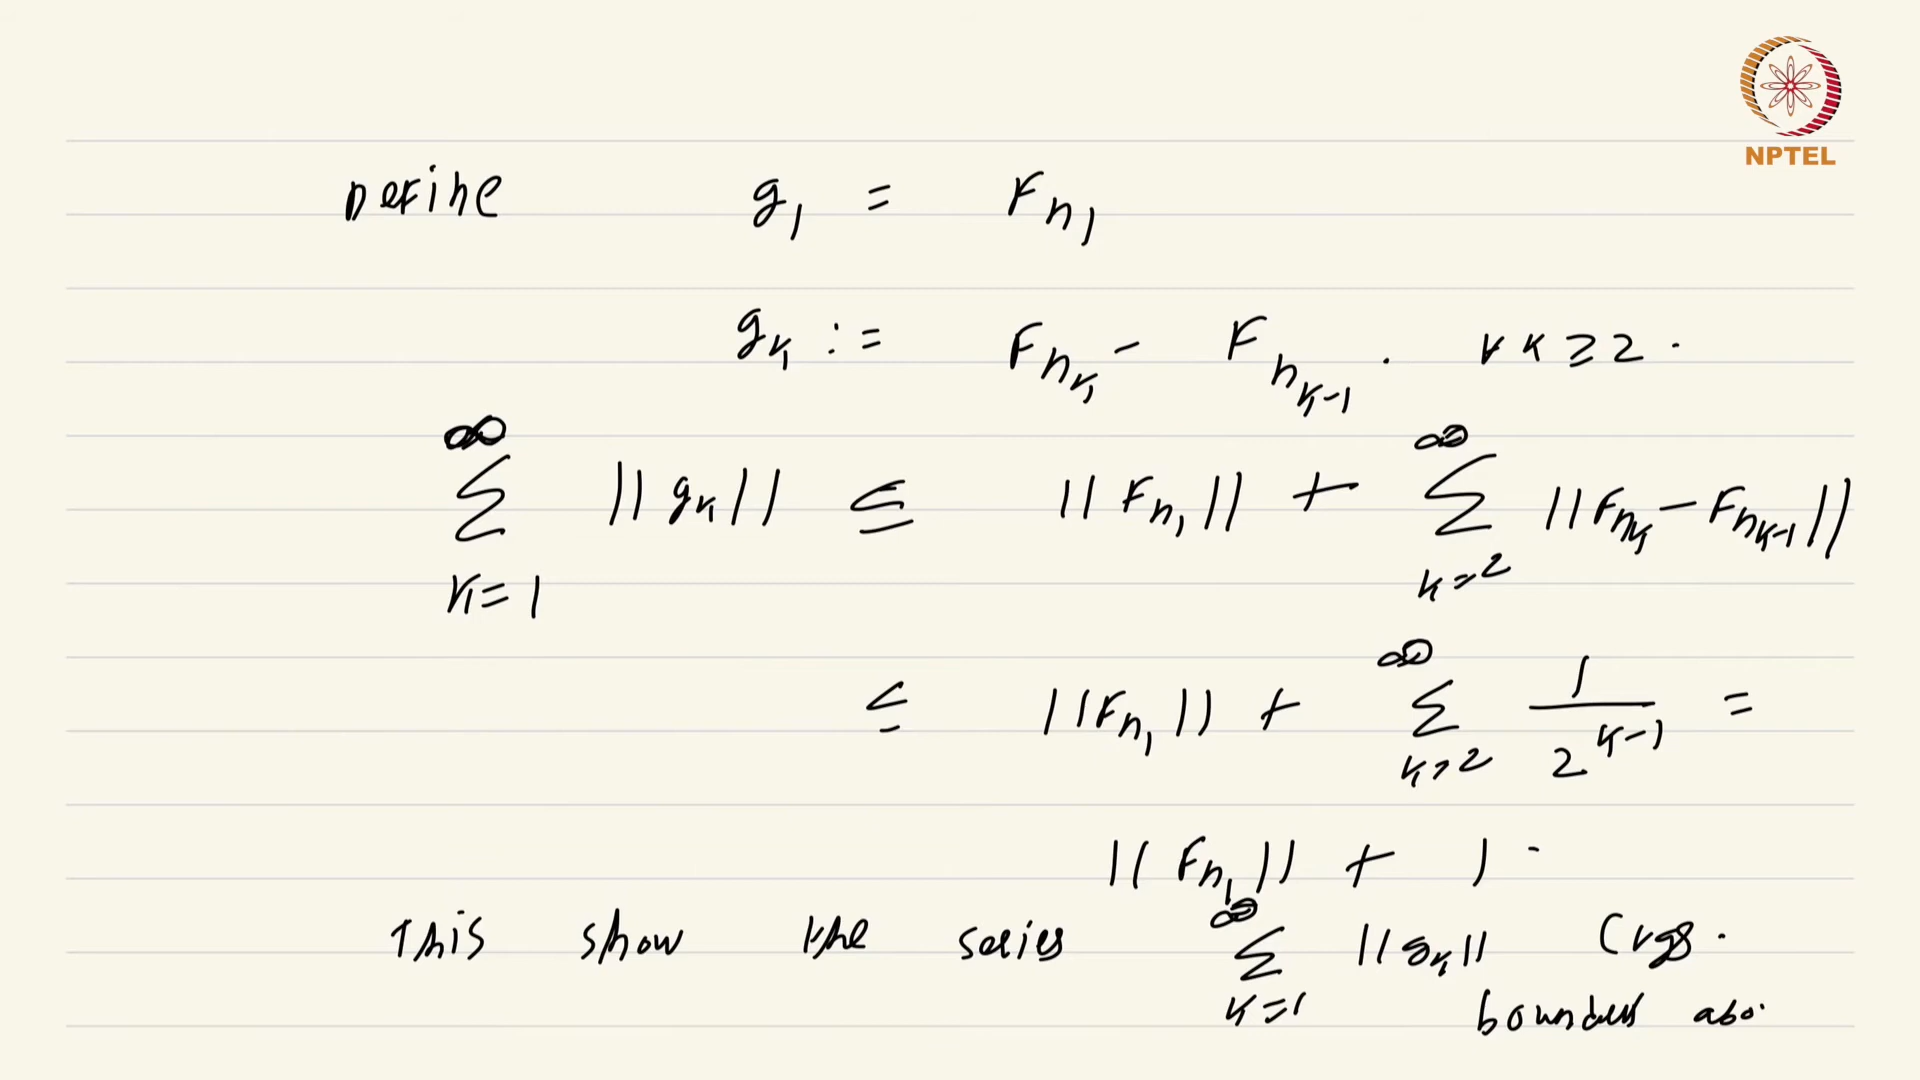 NPTEL
Define g₁ = F_{n₁}
g_k := F_{n_k} - F_{n_{k-1}} . ∀ k ≥ 2 .
∑_{k=1}^{∞} ||g_k|| ≤ ||F_{n₁}|| + ∑_{k=2}^{∞} ||F_{n_k} - F_{n_{k-1}}||
≤ ||F_{n₁}|| + ∑_{k=2}^{∞} 1/2^{k-1} =
||F_{n₁}|| + 1 .
This show the series ∑_{k=1}^{∞} ||g_k|| Cvgs .
bounded abo